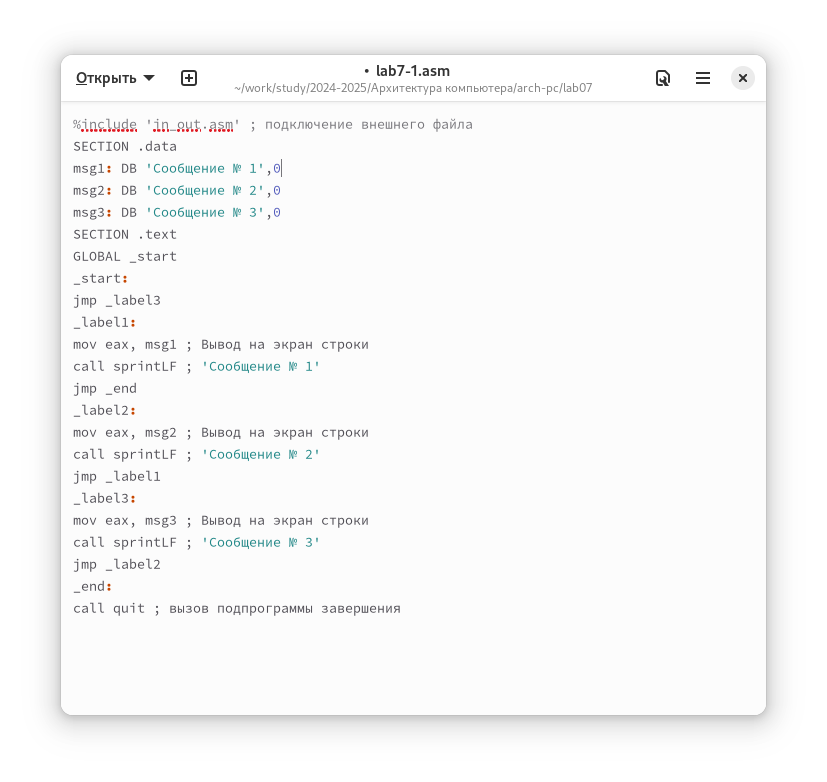 Открыть
• lab7-1.asm
~/work/study/2024-2025/Архитектура компьютера/arch-pc/lab07
%include 'in_out.asm' ; подключение внешнего файла
SECTION .data
msg1: DB 'Сообщение № 1',0
msg2: DB 'Сообщение № 2',0
msg3: DB 'Сообщение № 3',0
SECTION .text
GLOBAL _start
_start:
jmp _label3
_label1:
mov eax, msg1 ; Вывод на экран строки
call sprintLF ; 'Сообщение № 1'
jmp _end
_label2:
mov eax, msg2 ; Вывод на экран строки
call sprintLF ; 'Сообщение № 2'
jmp _label1
_label3:
mov eax, msg3 ; Вывод на экран строки
call sprintLF ; 'Сообщение № 3'
jmp _label2
_end:
call quit ; вызов подпрограммы завершения